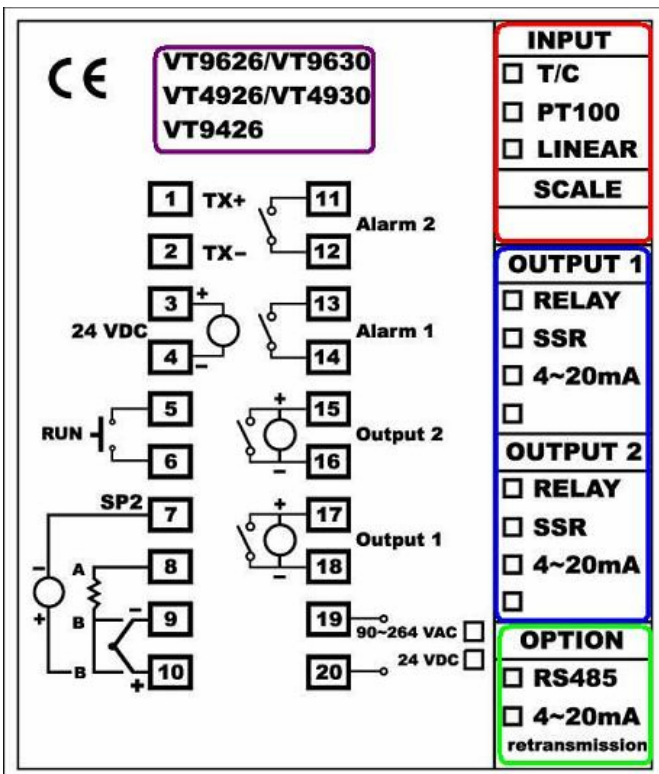 CE
VT9626/VT9630
VT4926/VT4930
VT9426
1 TX+
2 TX-
3 +
24 VDC
4 -
5
RUN
6
SP2
7
-
8
A
+
B
9 -
B
10 +
11
Alarm 2
12
13
Alarm 1
14
+
15
Output 2
16
-
+
17
Output 1
18
-
19
90~264 VAC
24 VDC
20
INPUT
T/C
PT100
LINEAR
SCALE
OUTPUT 1
RELAY
SSR
4~20mA
OUTPUT 2
RELAY
SSR
4~20mA
OPTION
RS485
4~20mA
retransmission